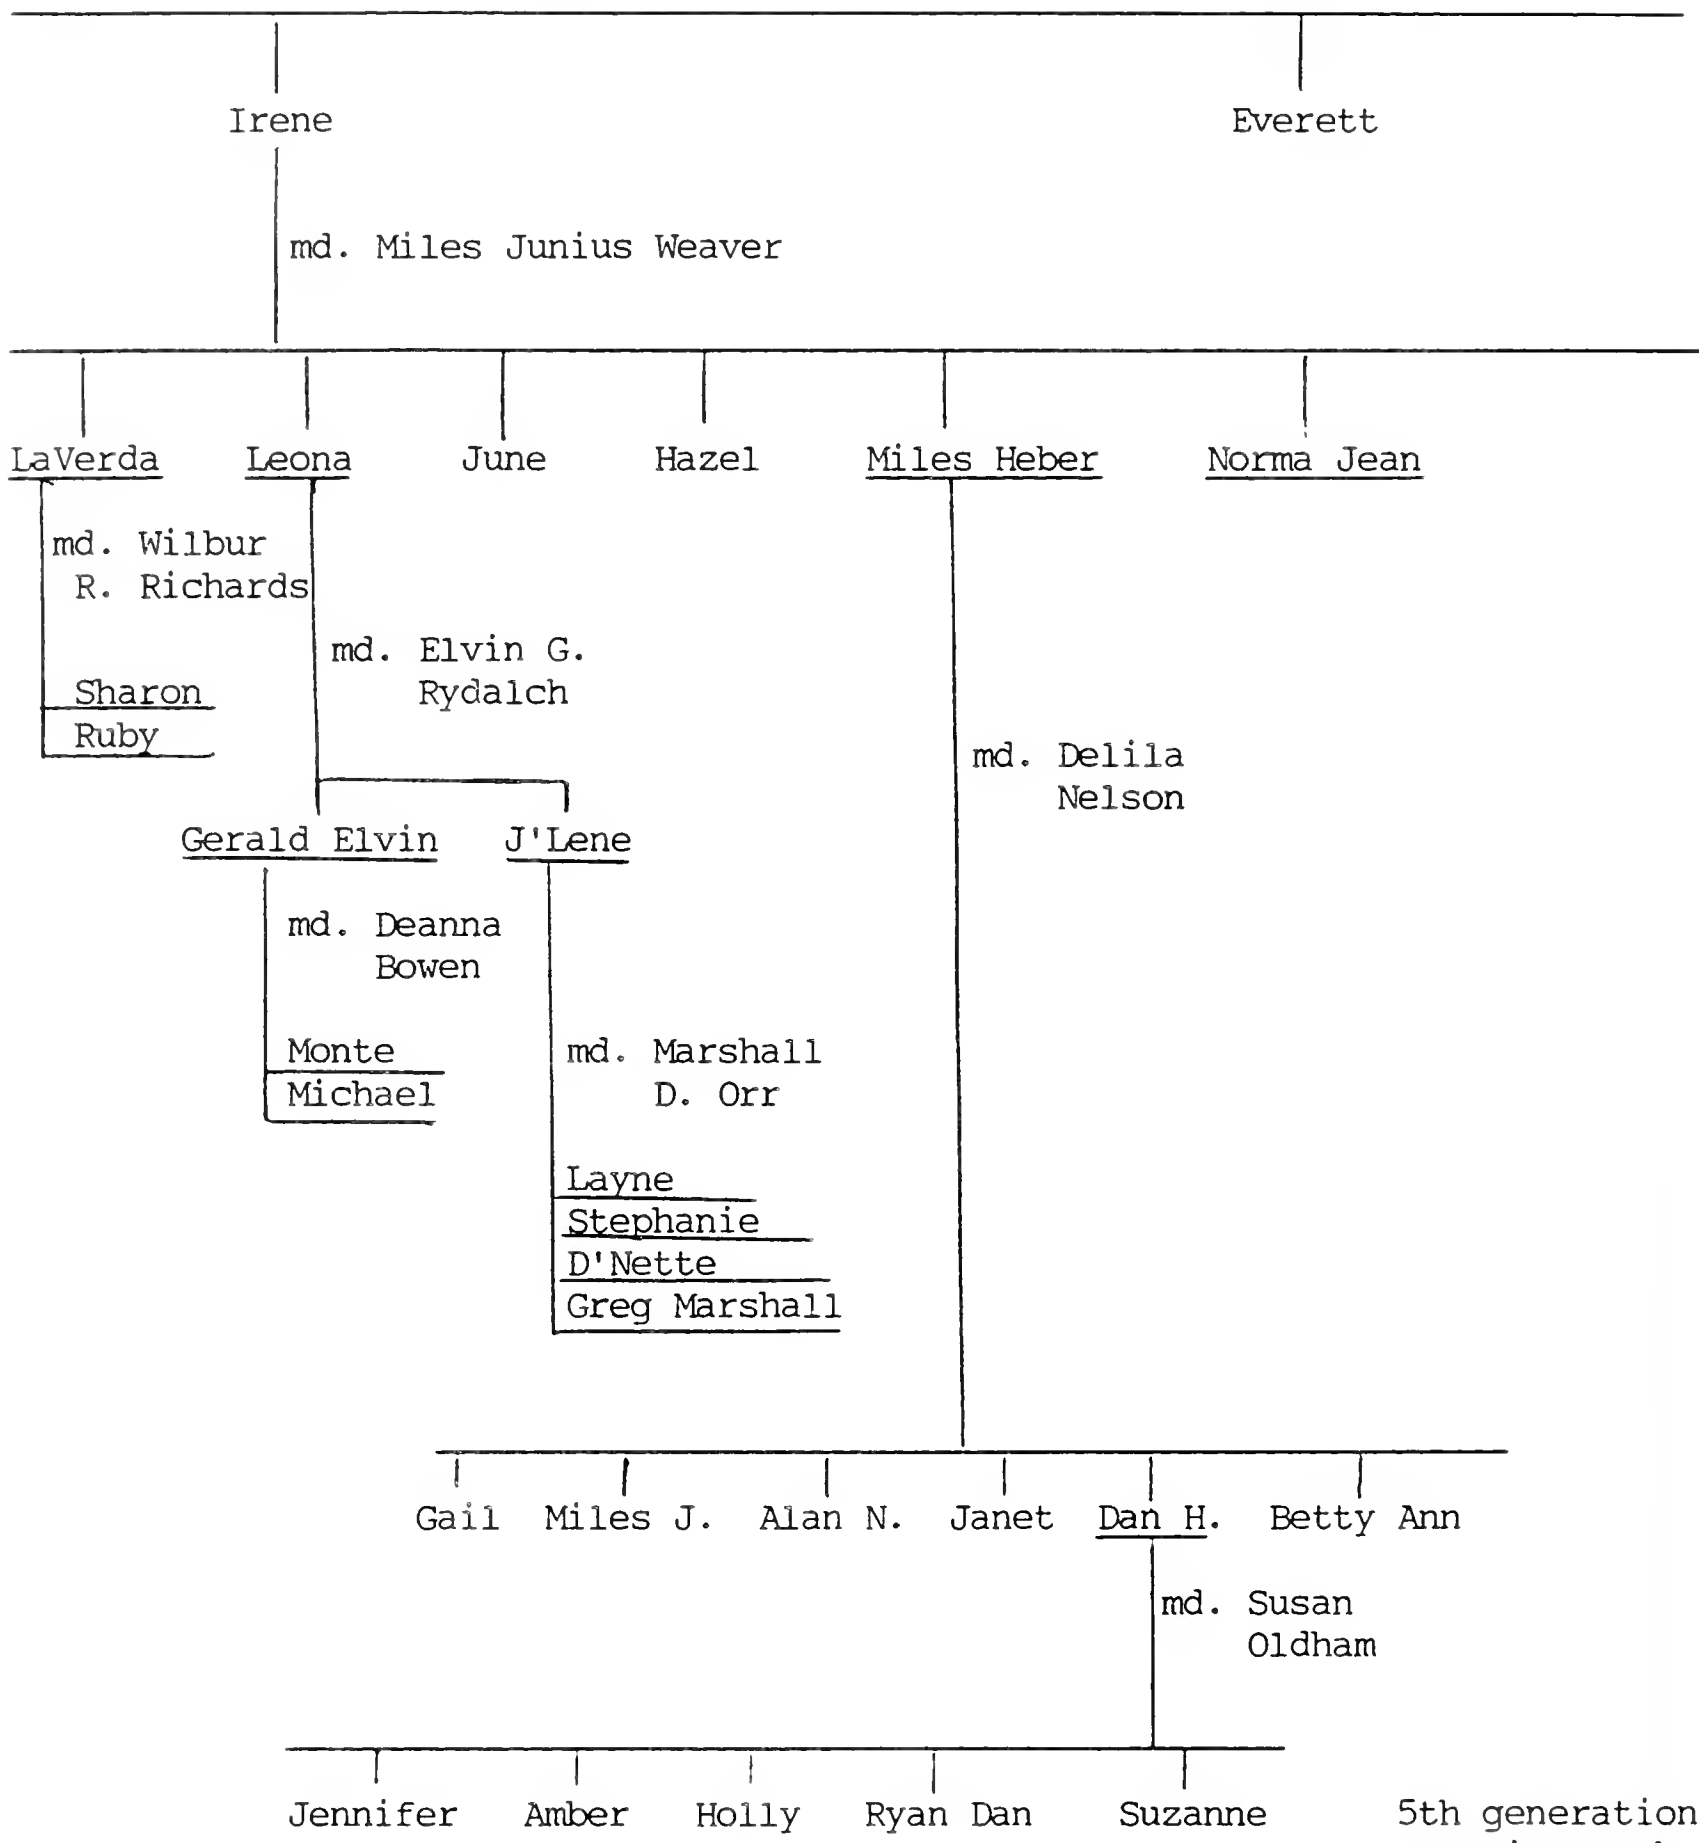 Irene Everett
md. Miles Junius Weaver
LaVerda Leona June Hazel Miles Heber Norma Jean
md. Wilbur
R. Richards
md. Elvin G.
Rydalch
Sharon
Ruby
md. Delila
Nelson
Gerald Elvin J'Lene
md. Deanna
Bowen
Monte
Michael
md. Marshall
D. Orr
Layne
Stephanie
D'Nette
Greg Marshall
Gail Miles J. Alan N. Janet Dan H. Betty Ann
md. Susan
Oldham
Jennifer Amber Holly Ryan Dan Suzanne 5th generation